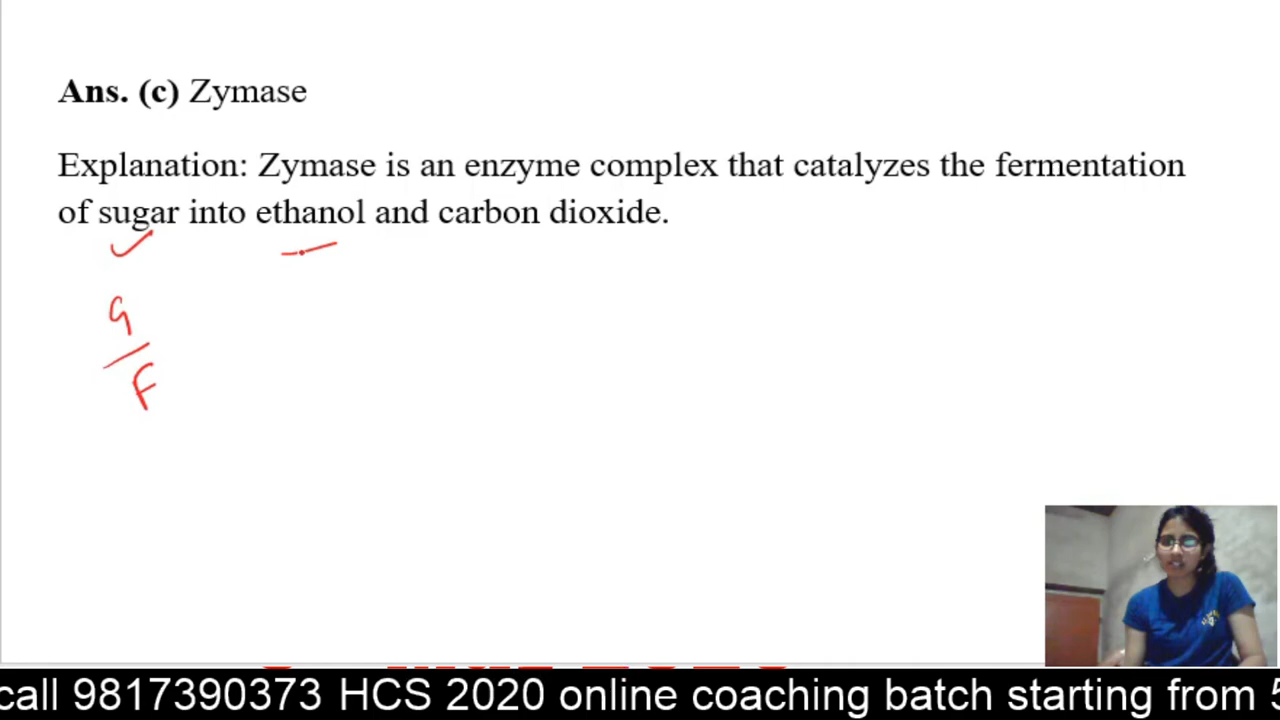 Ans. (c) Zymase
Explanation: Zymase is an enzyme complex that catalyzes the fermentation
of sugar into ethanol and carbon dioxide.
G
F
call 9817390373 HCS 2020 online coaching batch starting from 5